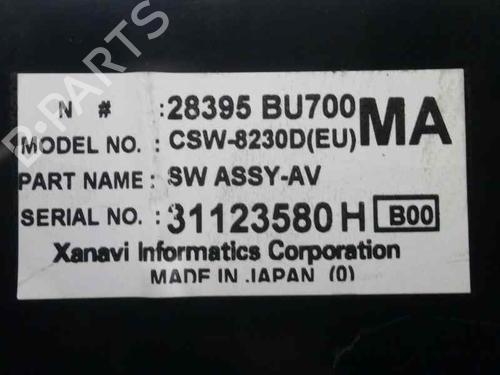 B-PARTS
N # : 28395 BU700 MA
MODEL NO. : CSW-8230D(EU)
PART NAME : SW ASSY-AV
SERIAL NO. : 31123580 H B00
Xanavi Informatics Corporation
MADE IN JAPAN (0)